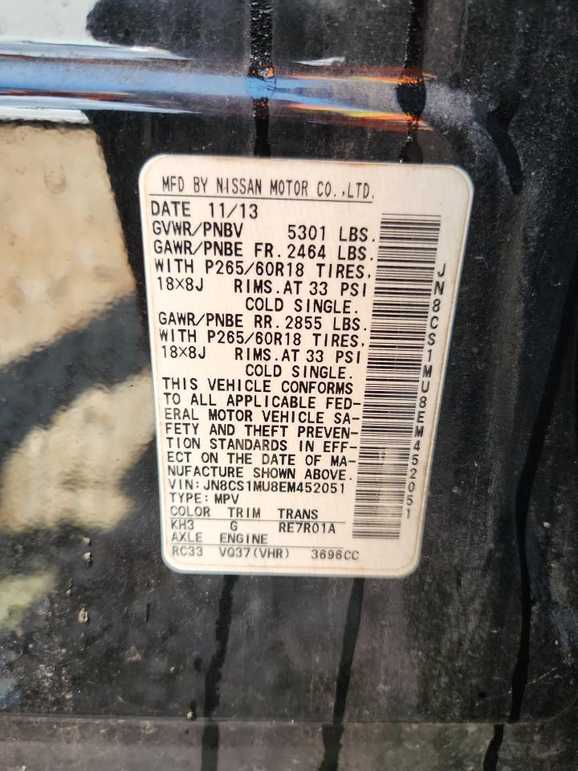 MFD BY NISSAN MOTOR CO.,LTD.
DATE 11/13
GVWR/PNBV 5301 LBS.
GAWR/PNBE FR. 2464 LBS.
WITH P265/60R18 TIRES.
18×8J RIMS.AT 33 PSI
COLD SINGLE.
GAWR/PNBE RR. 2855 LBS.
WITH P265/60R18 TIRES.
18×8J RIMS.AT 33 PSI
COLD SINGLE.
THIS VEHICLE CONFORMS
TO ALL APPLICABLE FED-
ERAL MOTOR VEHICLE SA-
FETY AND THEFT PREVEN-
TION STANDARDS IN EFF-
ECT ON THE DATE OF MA-
NUFACTURE SHOWN ABOVE.
VIN:JN8CS1MU8EM452051
TYPE:MPV
COLOR TRIM TRANS
KH3 G RE7R01A
AXLE ENGINE
RC33 VQ37(VHR) 3696CC
JN8CS1MU8EM452051